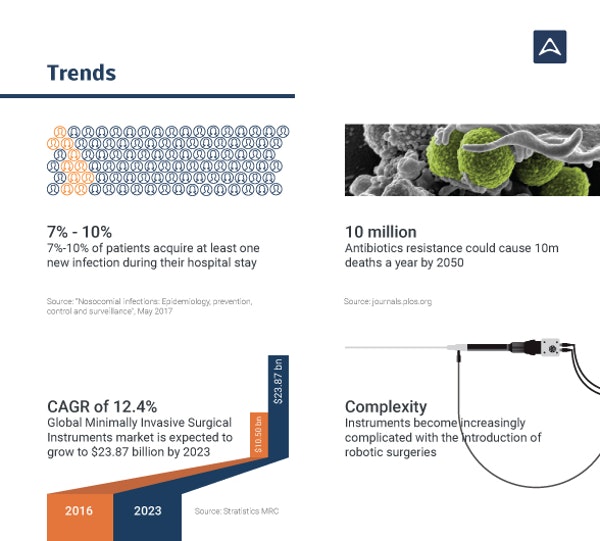 Trends
7% - 10%
7%-10% of patients acquire at least one
new infection during their hospital stay
Source: "Nosocomial infections: Epidemiology, prevention,
control and surveillance", May 2017
10 million
Antibiotics resistance could cause 10m
deaths a year by 2050
Source: journals.plos.org
CAGR of 12.4%
Global Minimally Invasive Surgical
Instruments market is expected to
grow to $23.87 billion by 2023
$10.50 bn
$23.87 bn
2016
2023
Source: Stratistics MRC
Complexity
Instruments become increasingly
complicated with the introduction of
robotic surgeries